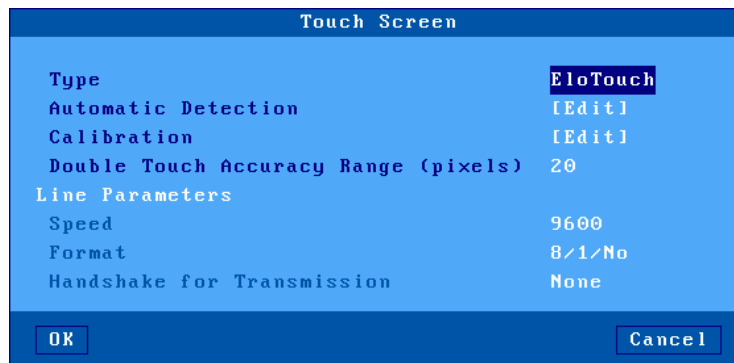 Touch Screen
Type EloTouch
Automatic Detection [Edit]
Calibration [Edit]
Double Touch Accuracy Range (pixels) 20
Line Parameters
Speed 9600
Format 8/1/No
Handshake for Transmission None
OK Cancel